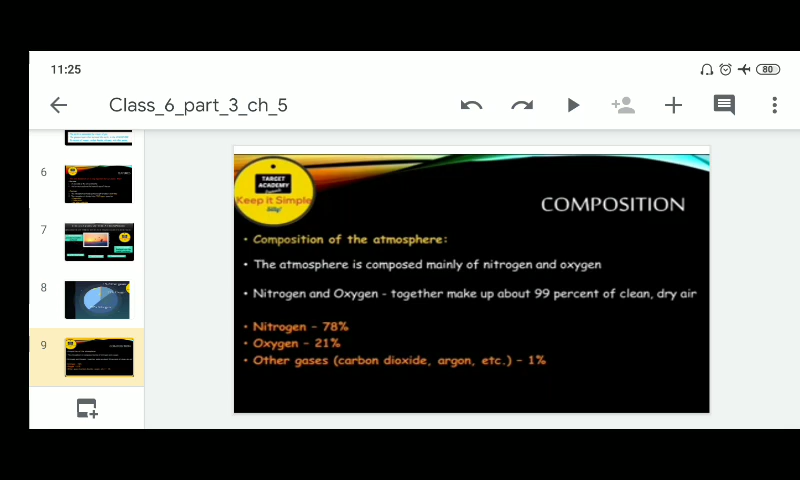 11:25
80
Class_6_part_3_ch_5
6
7
8
9
TARGET
ACADEMY
Keep it Simple
COMPOSITION
• Composition of the atmosphere:
• The atmosphere is composed mainly of nitrogen and oxygen
• Nitrogen and Oxygen - together make up about 99 percent of clean, dry air
• Nitrogen - 78%
• Oxygen - 21%
• Other gases (carbon dioxide, argon, etc.) - 1%